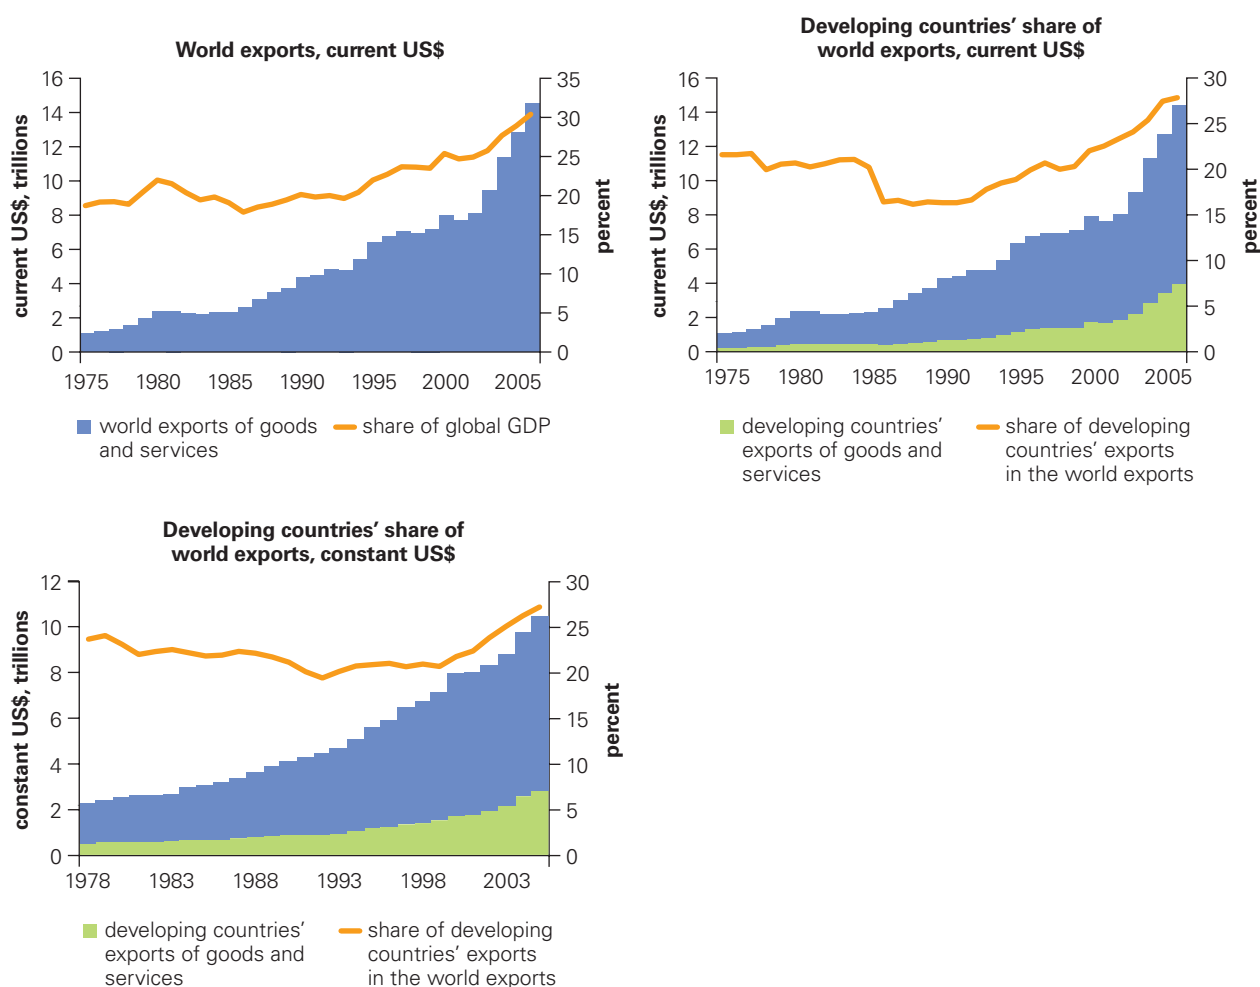 World exports, current US$
current US$, trillions
16
14
12
10
8
6
4
2
0
35
30
25
20
15
10
5
0
percent
1975 1980 1985 1990 1995 2000 2005
world exports of goods
and services
share of global GDP
Developing countries’ share of
world exports, current US$
current US$, trillions
16
14
12
10
8
6
4
2
0
30
25
20
15
10
5
0
percent
1975 1980 1985 1990 1995 2000 2005
developing countries’
exports of goods and
services
share of developing
countries’ exports
in the world exports
Developing countries’ share of
world exports, constant US$
constant US$, trillions
12
10
8
6
4
2
0
30
25
20
15
10
5
0
percent
1978 1983 1988 1993 1998 2003
developing countries’
exports of goods and
services
share of developing
countries’ exports
in the world exports